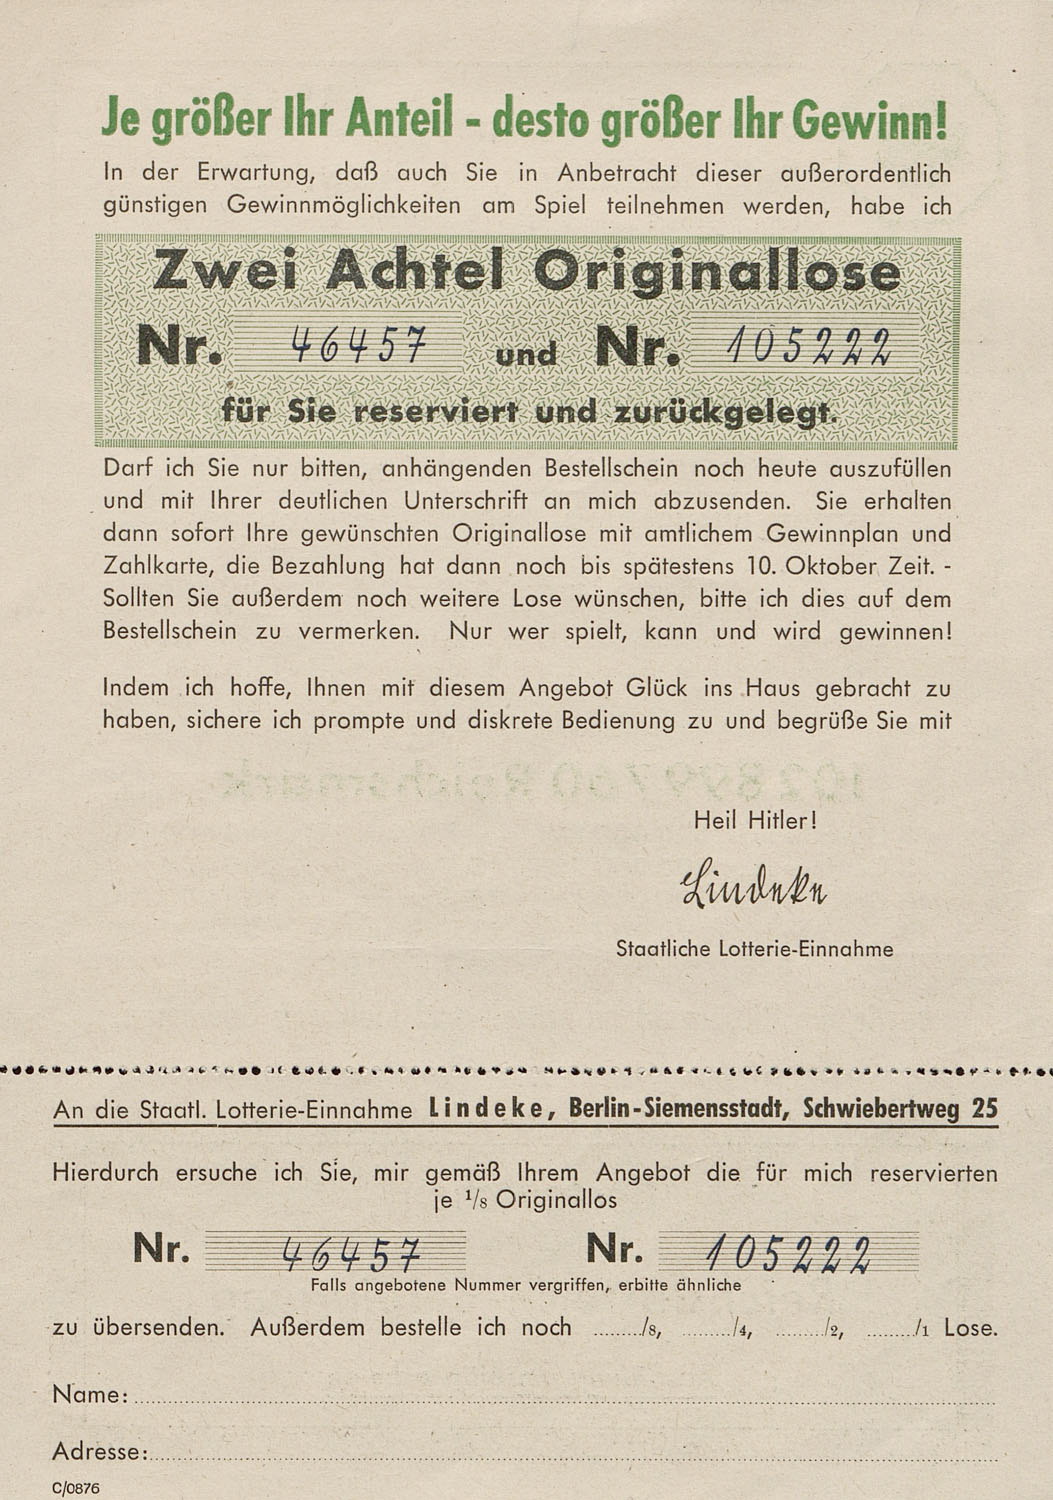 Je größer Ihr Anteil - desto größer Ihr Gewinn!
In der Erwartung, daß auch Sie in Anbetracht dieser außerordentlich
günstigen Gewinnmöglichkeiten am Spiel teilnehmen werden, habe ich
Zwei Achtel Originallose
Nr. 46457 und Nr. 105222
für Sie reserviert und zurückgelegt.
Darf ich Sie nur bitten, anhängenden Bestellschein noch heute auszufüllen
und mit Ihrer deutlichen Unterschrift an mich abzusenden. Sie erhalten
dann sofort Ihre gewünschten Originallose mit amtlichem Gewinnplan und
Zahlkarte, die Bezahlung hat dann noch bis spätestens 10. Oktober Zeit. -
Sollten Sie außerdem noch weitere Lose wünschen, bitte ich dies auf dem
Bestellschein zu vermerken. Nur wer spielt, kann und wird gewinnen!
Indem ich hoffe, Ihnen mit diesem Angebot Glück ins Haus gebracht zu
haben, sichere ich prompte und diskrete Bedienung zu und begrüße Sie mit
Heil Hitler!
Lindeke
Staatliche Lotterie-Einnahme
An die Staatl. Lotterie-Einnahme Lindeke, Berlin-Siemensstadt, Schwiebertweg 25
Hierdurch ersuche ich Sie, mir gemäß Ihrem Angebot die für mich reservierten
je 1/8 Originallos
Nr. 46457 Nr. 105222
Falls angebotene Nummer vergriffen, erbitte ähnliche
zu übersenden. Außerdem bestelle ich noch ........./8, ........./4, ........./2, ......../1 Lose.
Name:
Adresse:
C/0876